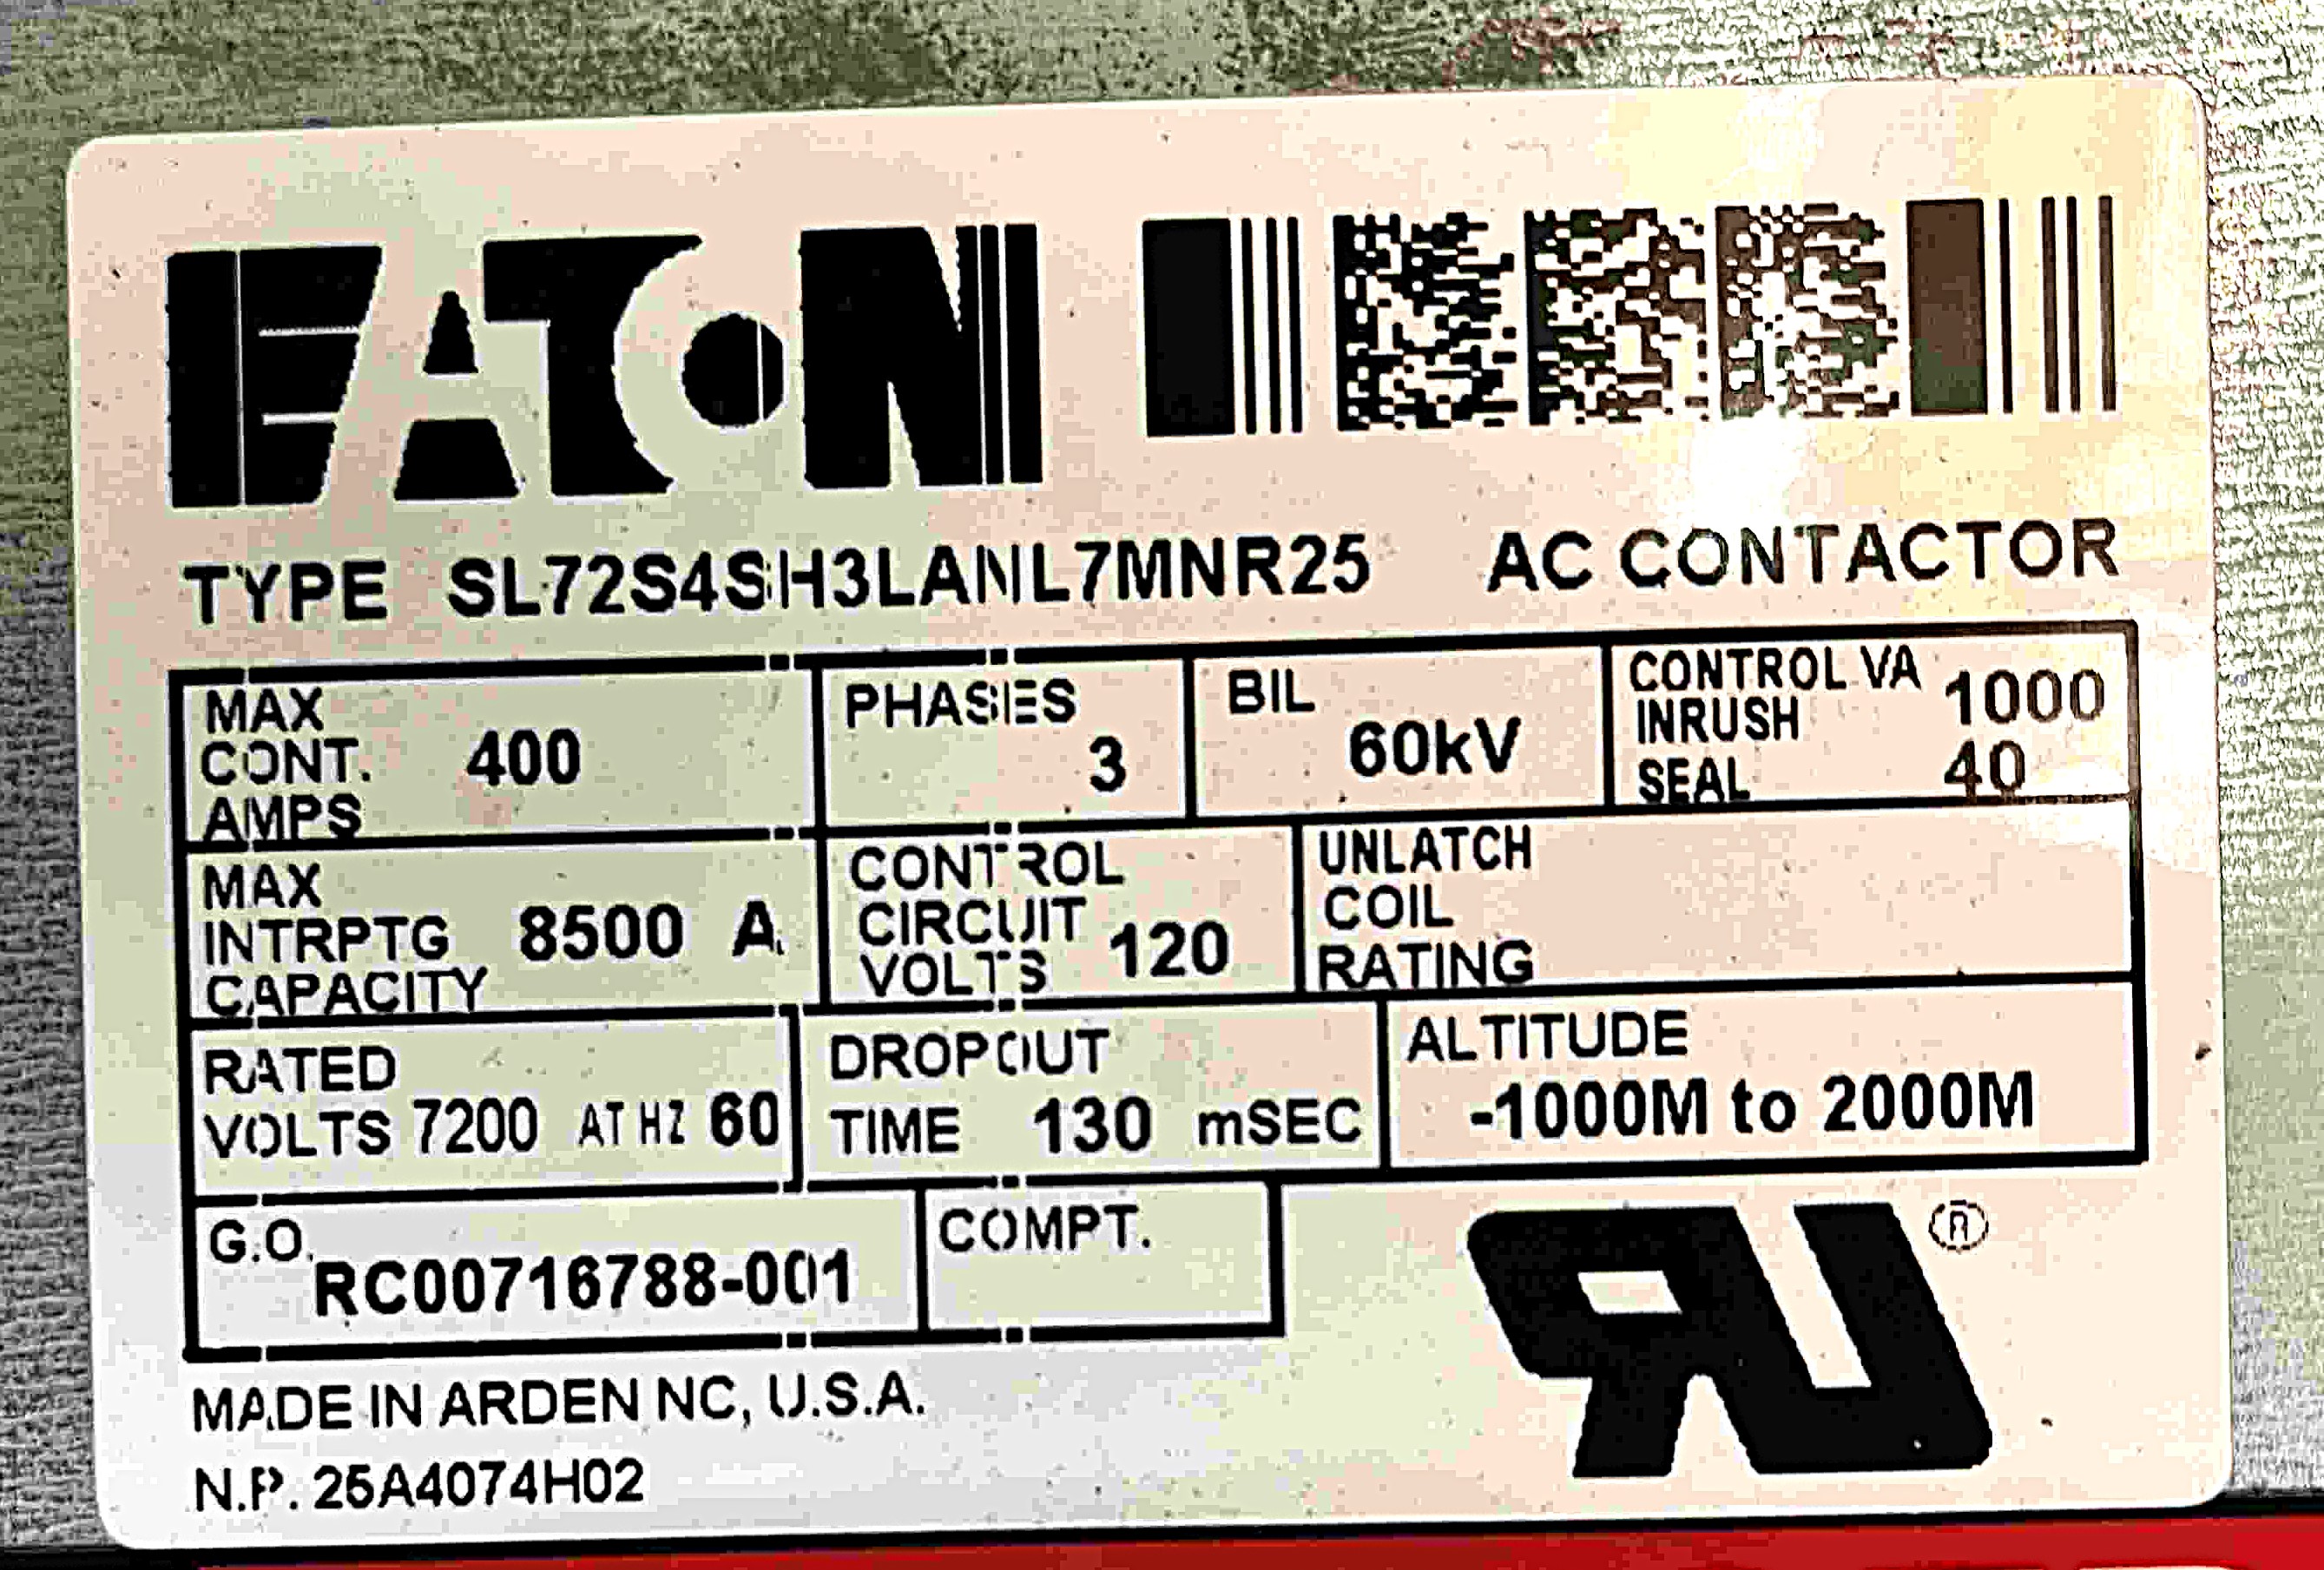 EATON
TYPE SL72S4SH3LANL7MNR25 AC CONTACTOR
MAX CONT. AMPS 400
PHASES 3
BIL 60kV
CONTROL VA
INRUSH 1000
SEAL 40
MAX INTRPTG CAPACITY 8500 A
CONTROL CIRCUIT VOLTS 120
UNLATCH COIL RATING
RATED VOLTS 7200 AT HZ 60
DROPOUT TIME 130 mSEC
ALTITUDE
-1000M to 2000M
G.O. RC00716788-001
COMPT.
MADE IN ARDEN NC, U.S.A.
N.P. 25A4074H02
RU®